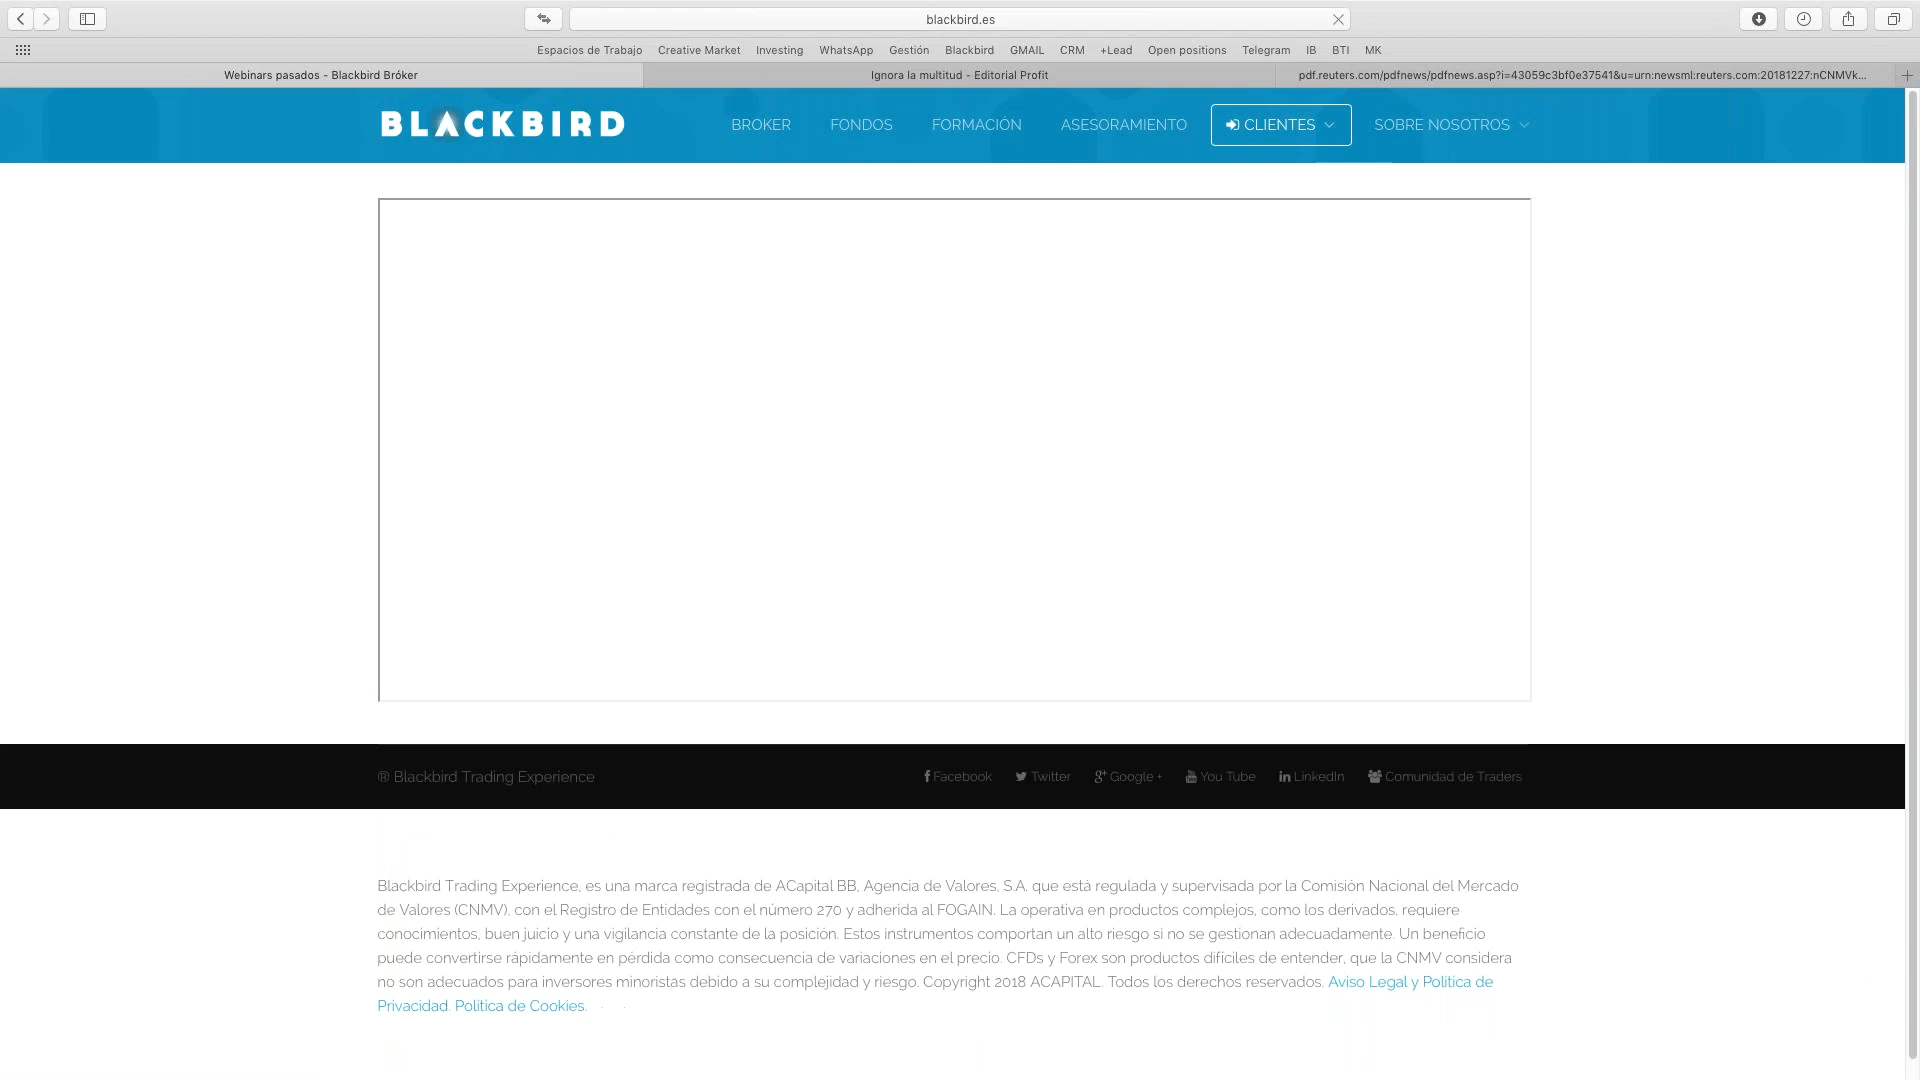 blackbird.es
Espacios de Trabajo Creative Market Investing WhatsApp Gestión Blackbird GMAIL CRM +Lead Open positions Telegram IB BTI MK
Webinars pasados - Blackbird Bróker Ignora la multitud - Editorial Profit pdf.reuters.com/pdfnews/pdfnews.asp?i=43059c3bf0e37541&u=urn:newsml:reuters.com:20181227:nCNMVk...
BLACKBIRD BROKER FONDOS FORMACIÓN ASESORAMIENTO CLIENTES SOBRE NOSOTROS
® Blackbird Trading Experience Facebook Twitter Google + You Tube LinkedIn Comunidad de Traders
Blackbird Trading Experience, es una marca registrada de ACapital BB, Agencia de Valores, S.A. que está regulada y supervisada por la Comisión Nacional del Mercado
de Valores (CNMV), con el Registro de Entidades con el número 270 y adherida al FOGAIN. La operativa en productos complejos, como los derivados, requiere
conocimientos, buen juicio y una vigilancia constante de la posición. Estos instrumentos comportan un alto riesgo si no se gestionan adecuadamente. Un beneficio
puede convertirse rápidamente en pérdida como consecuencia de variaciones en el precio. CFDs y Forex son productos difíciles de entender, que la CNMV considera
no son adecuados para inversores minoristas debido a su complejidad y riesgo. Copyright 2018 ACAPITAL. Todos los derechos reservados. Aviso Legal y Política de
Privacidad. Política de Cookies.